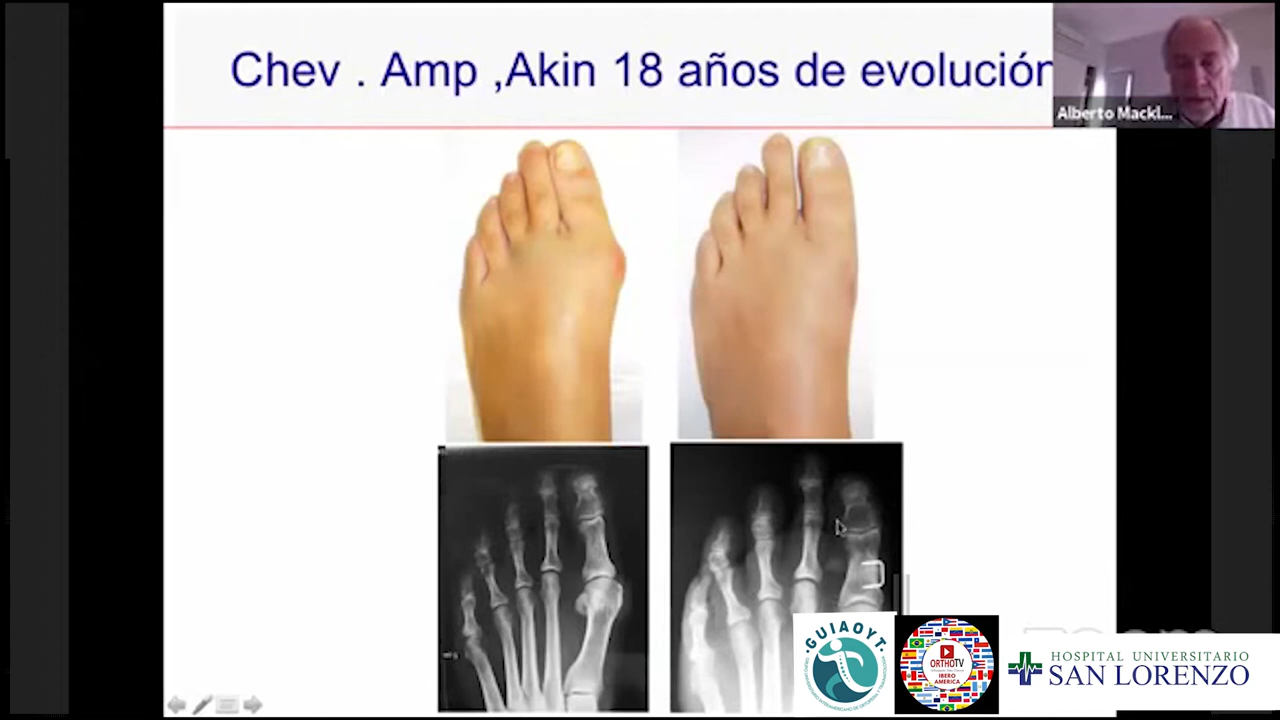 Chev . Amp ,Akin 18 años de evolución
Alberto Mackl...
GUIAOYT
ORTHOTV
IBERO
AMERICA
HOSPITAL UNIVERSITARIO
SAN LORENZO